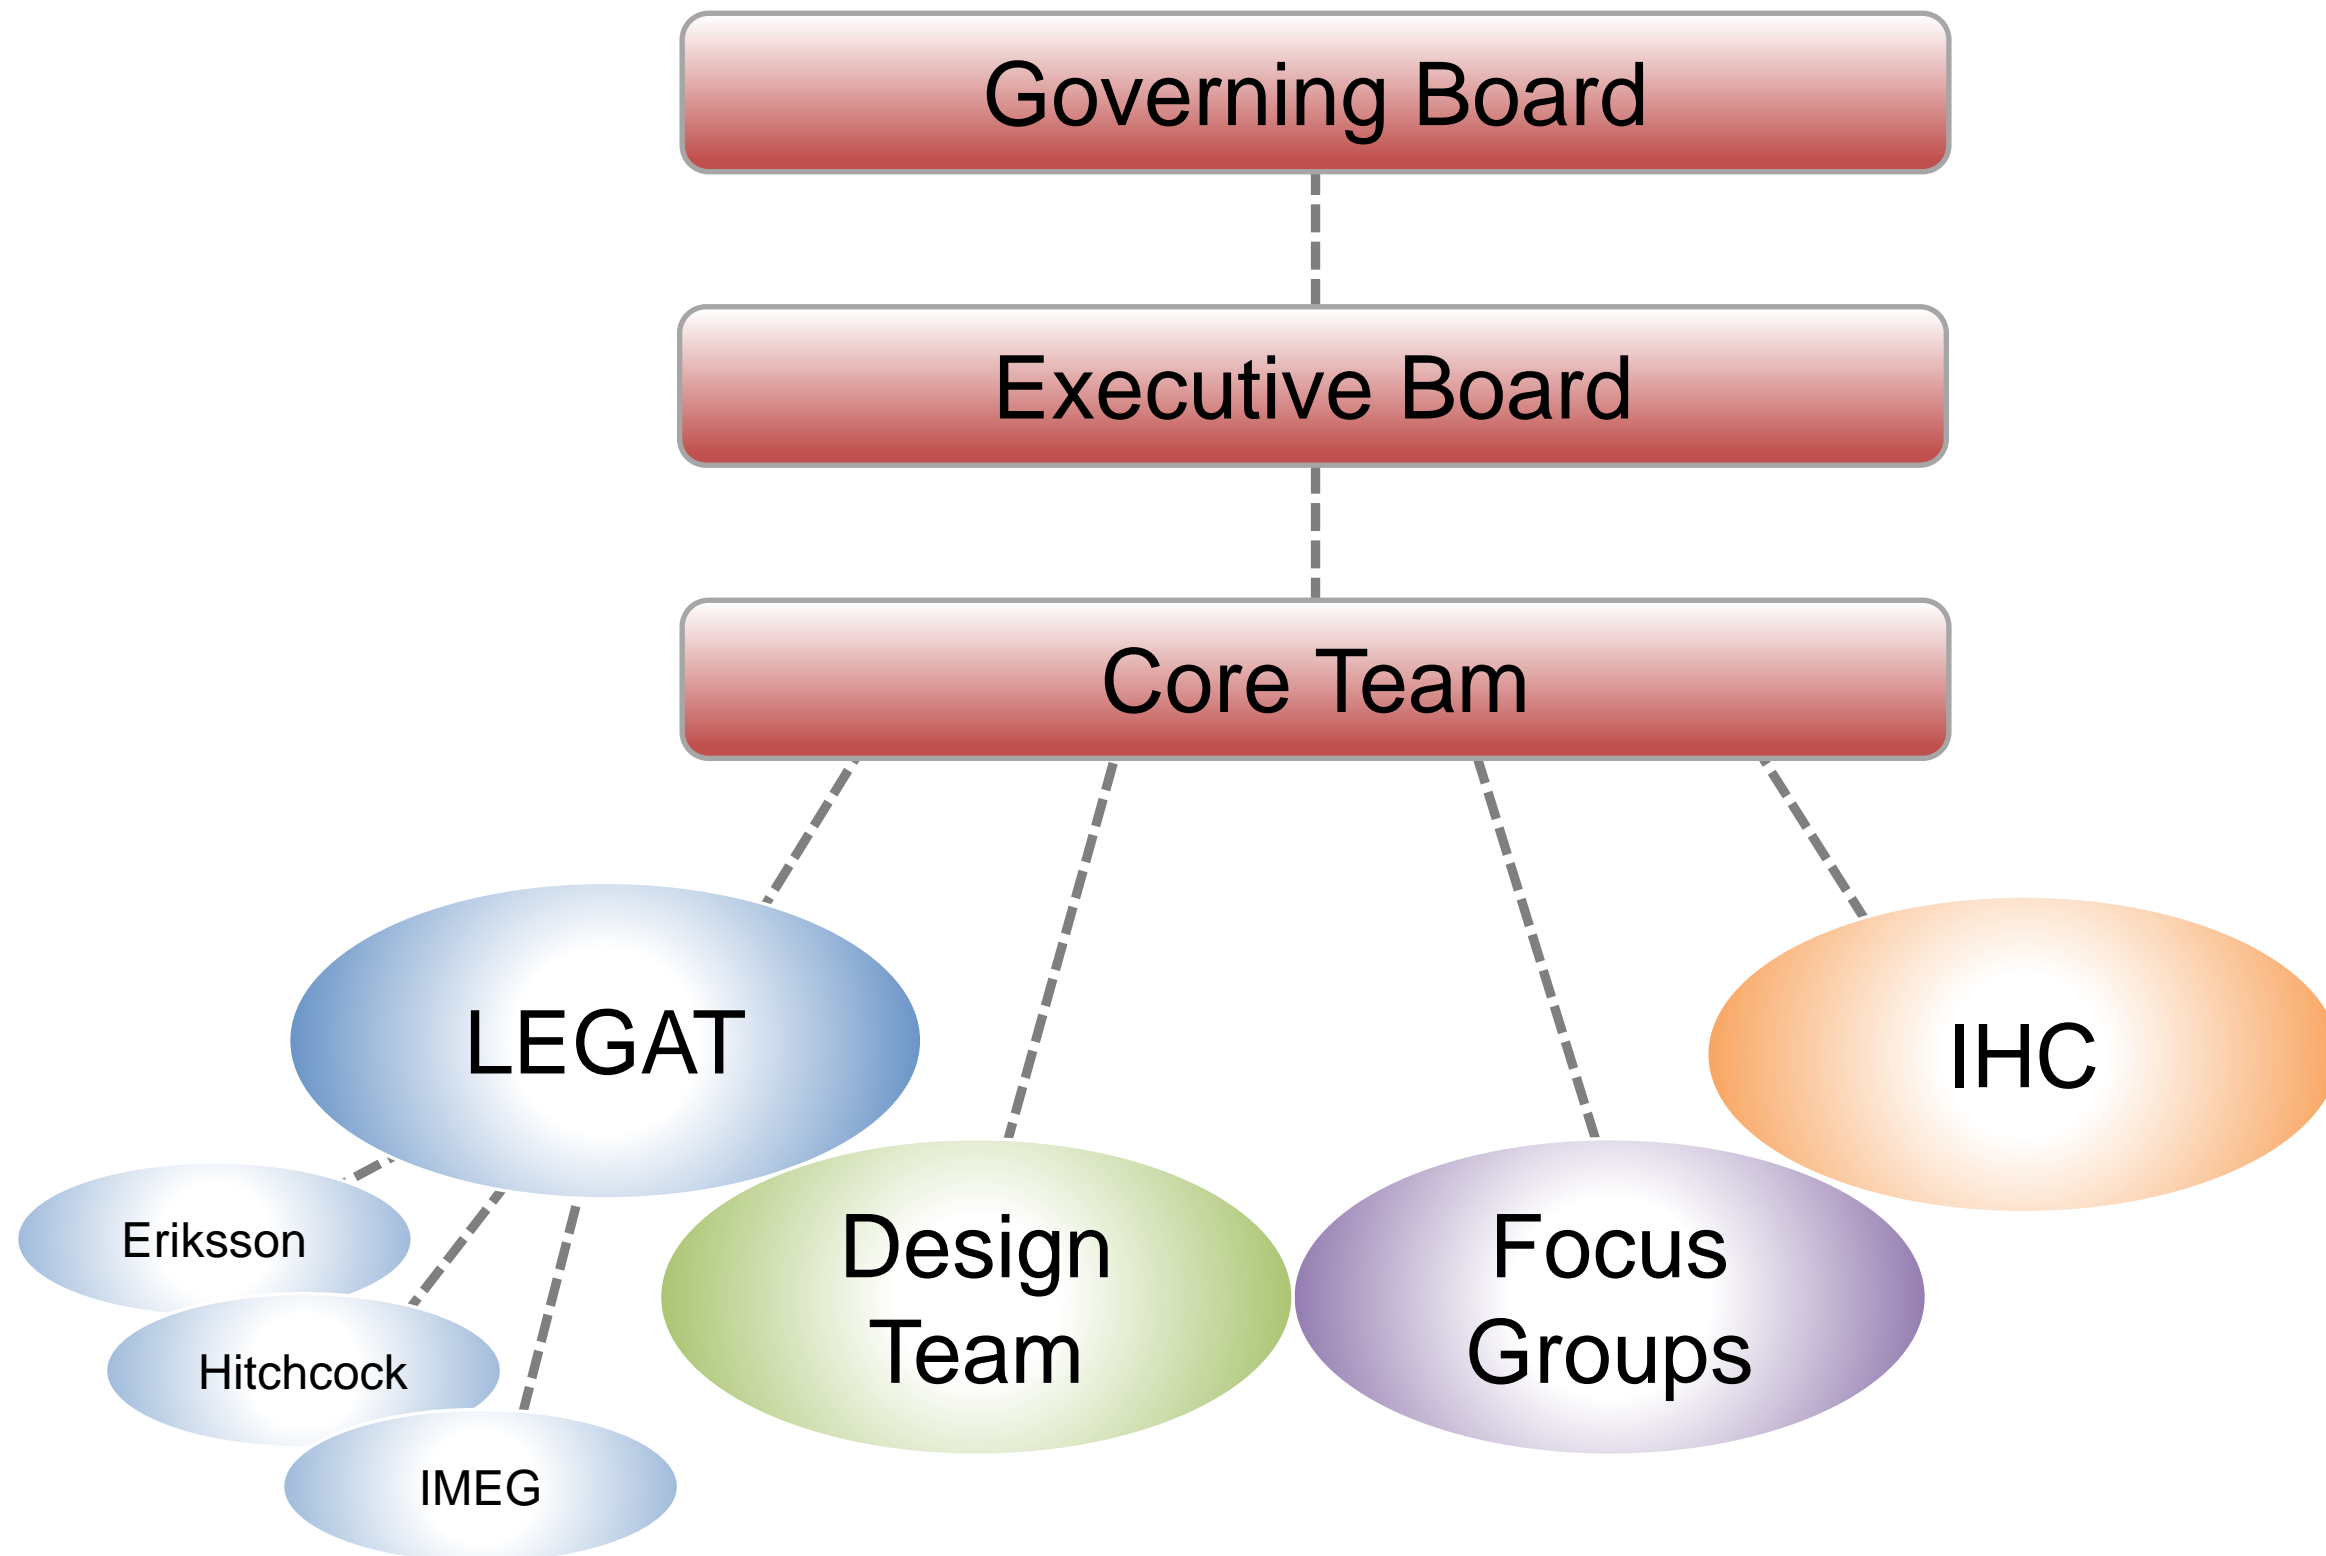 Governing Board
Executive Board
Core Team
LEGAT
IHC
Eriksson
Design
Team
Focus
Groups
Hitchcock
IMEG